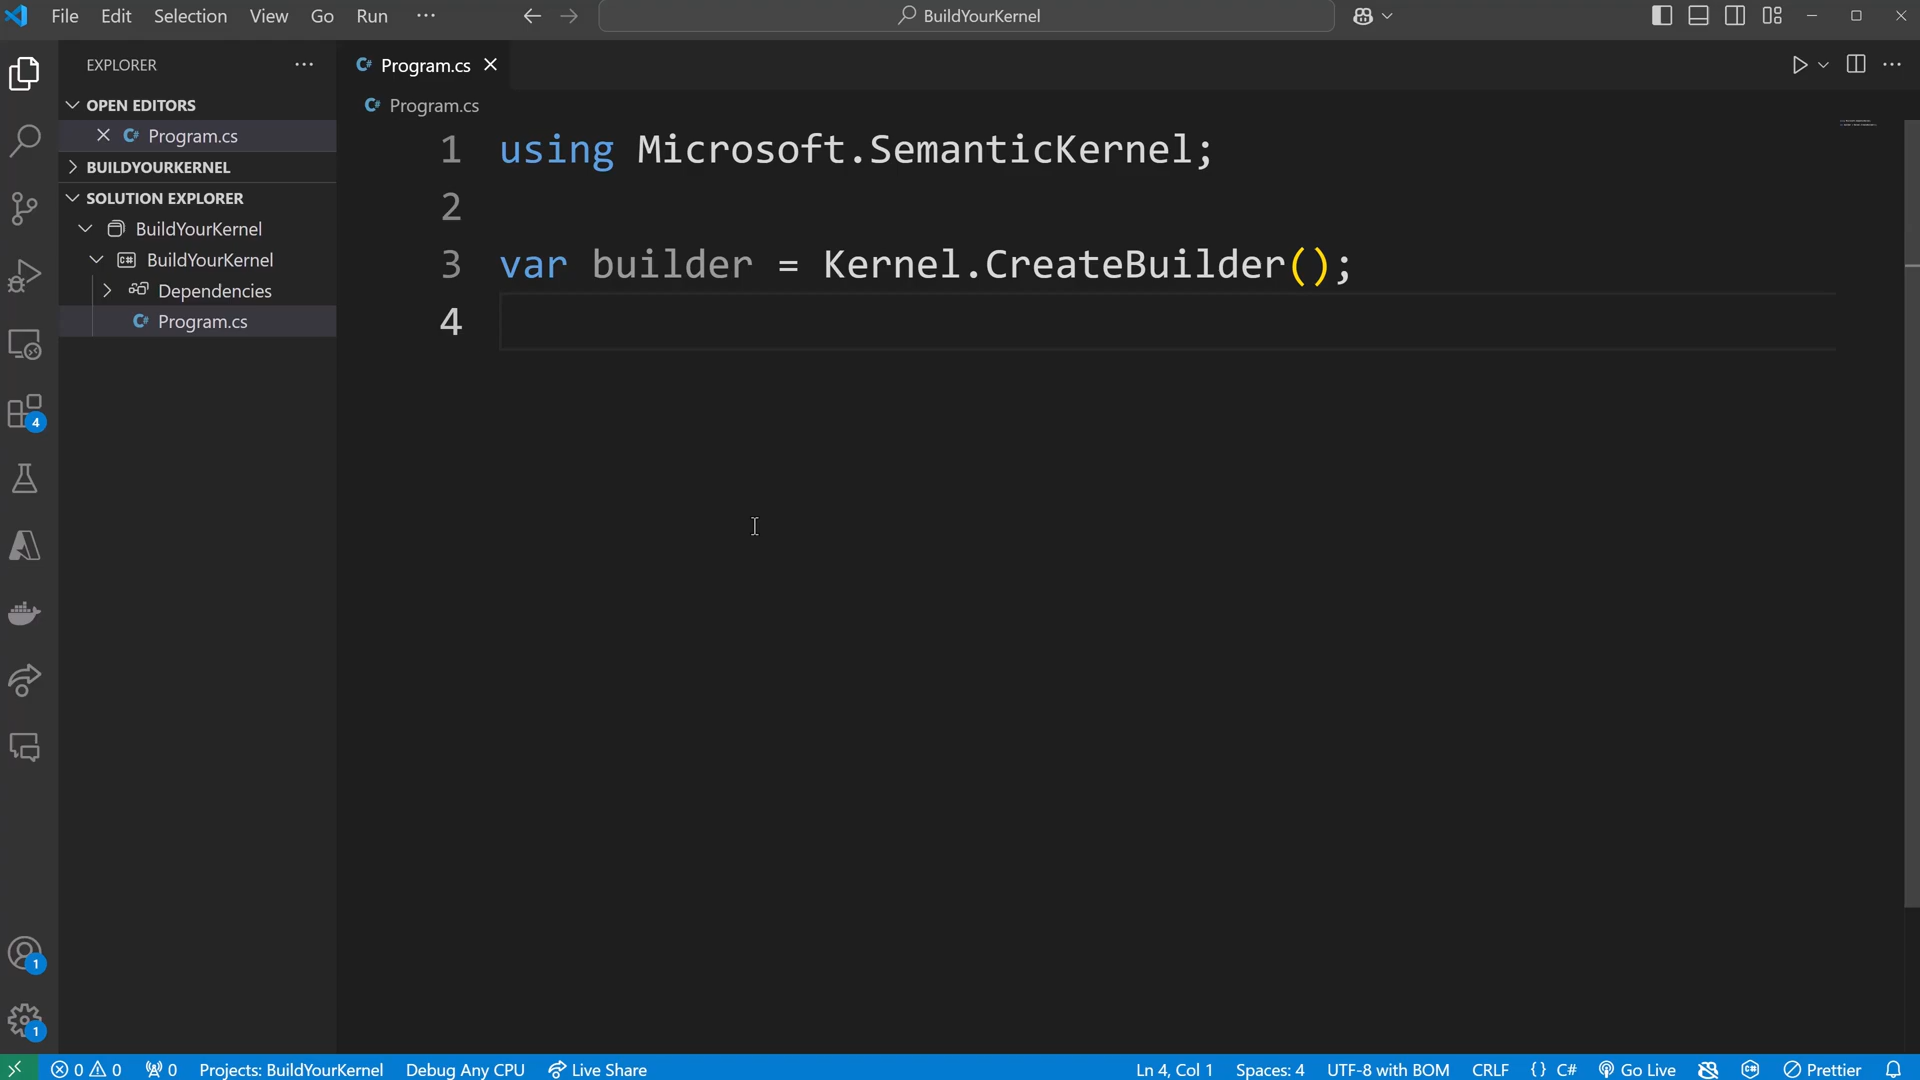 File Edit Selection View Go Run ··· BuildYourKernel
EXPLORER ···
OPEN EDITORS
Program.cs
BUILDYOURKERNEL
SOLUTION EXPLORER
BuildYourKernel
BuildYourKernel
Dependencies
Program.cs
4
1
1
Program.cs
Program.cs
1 using Microsoft.SemanticKernel;
2
3 var builder = Kernel.CreateBuilder();
4
0 0 0 Projects: BuildYourKernel Debug Any CPU Live Share Ln 4, Col 1 Spaces: 4 UTF-8 with BOM CRLF {} C# Go Live Prettier